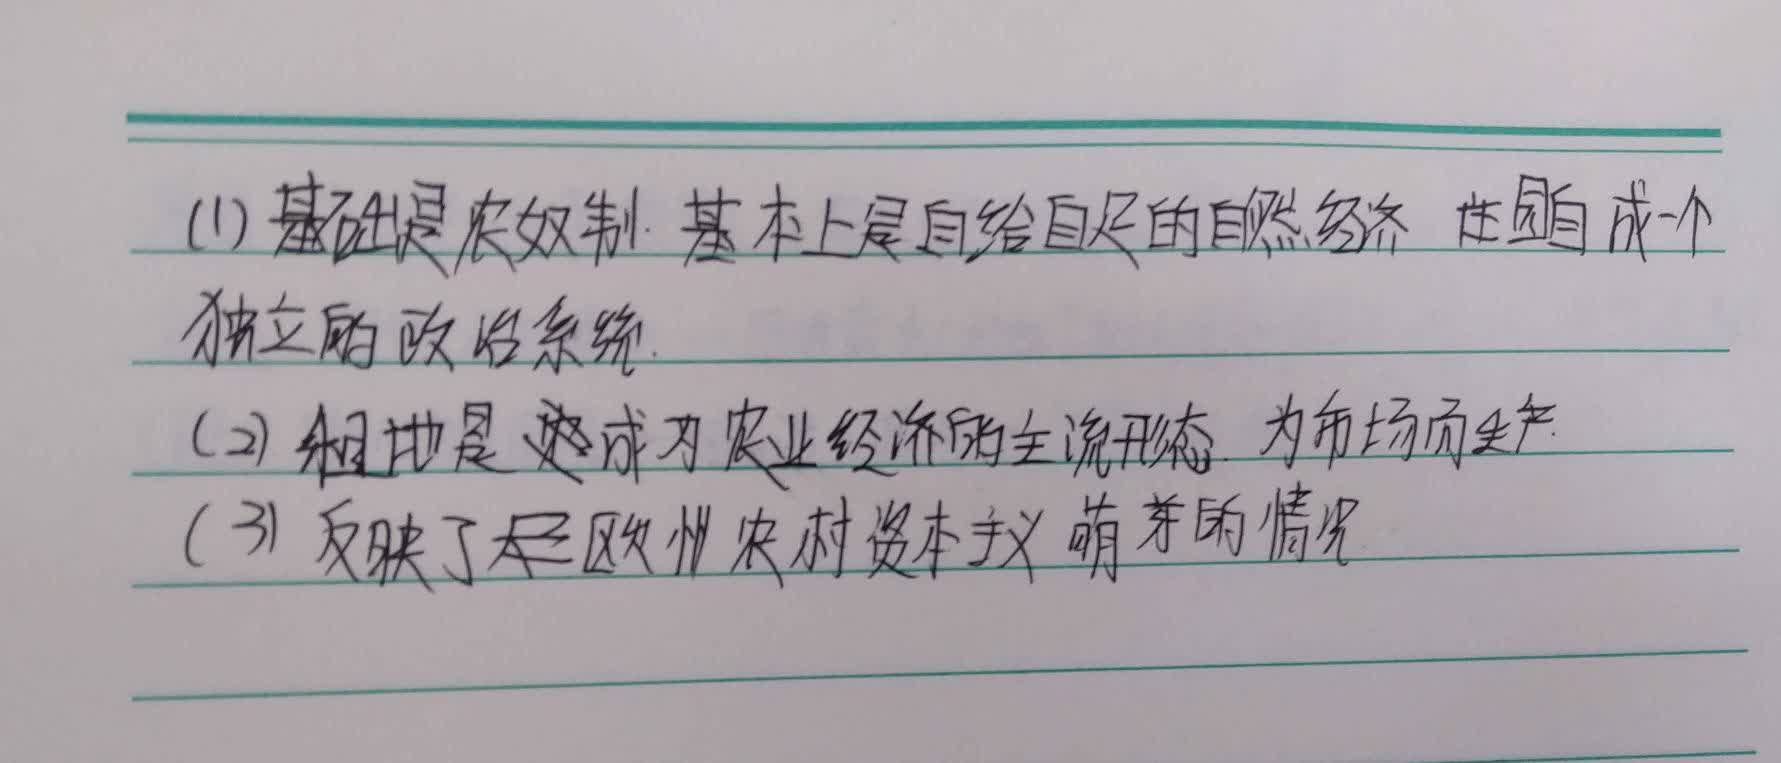 (1) 基础是农奴制. 基本上是自给自足的自然经济 庄园自成一个
独立的政治系统.
(2) 租地是 成为农业经济的主流形态. 为市场而生产.
(3) 反映了 欧州农村资本主义萌芽的情况